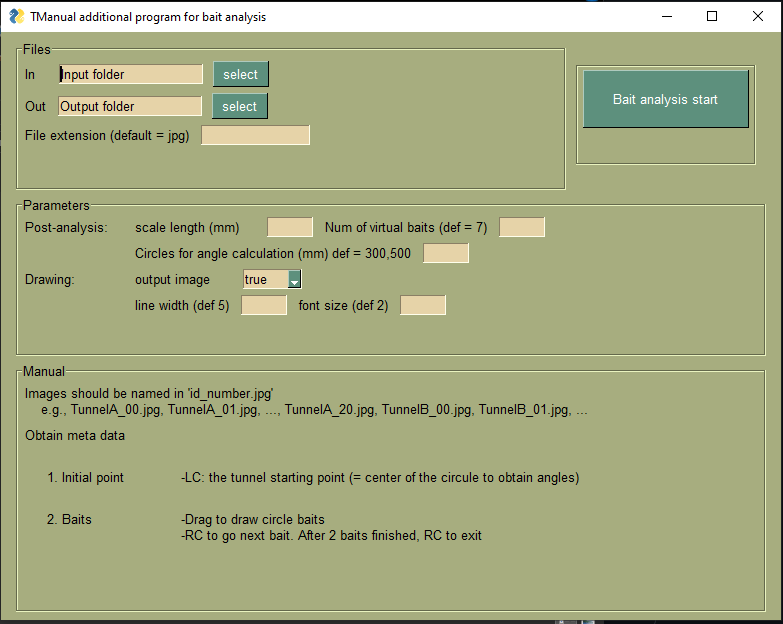 TManual additional program for bait analysis
Files
In Input folder select
Out Output folder select
File extension (default = jpg)
Bait analysis start
Parameters
Post-analysis: scale length (mm) Num of virtual baits (def = 7)
Circles for angle calculation (mm) def = 300,500
Drawing: output image true
line width (def 5) font size (def 2)
Manual
Images should be named in 'id_number.jpg'
e.g., TunnelA_00.jpg, TunnelA_01.jpg, ..., TunnelA_20.jpg, TunnelB_00.jpg, TunnelB_01.jpg, ...
Obtain meta data
1. Initial point -LC: the tunnel starting point (= center of the circule to obtain angles)
2. Baits -Drag to draw circle baits
-RC to go next bait. After 2 baits finished, RC to exit